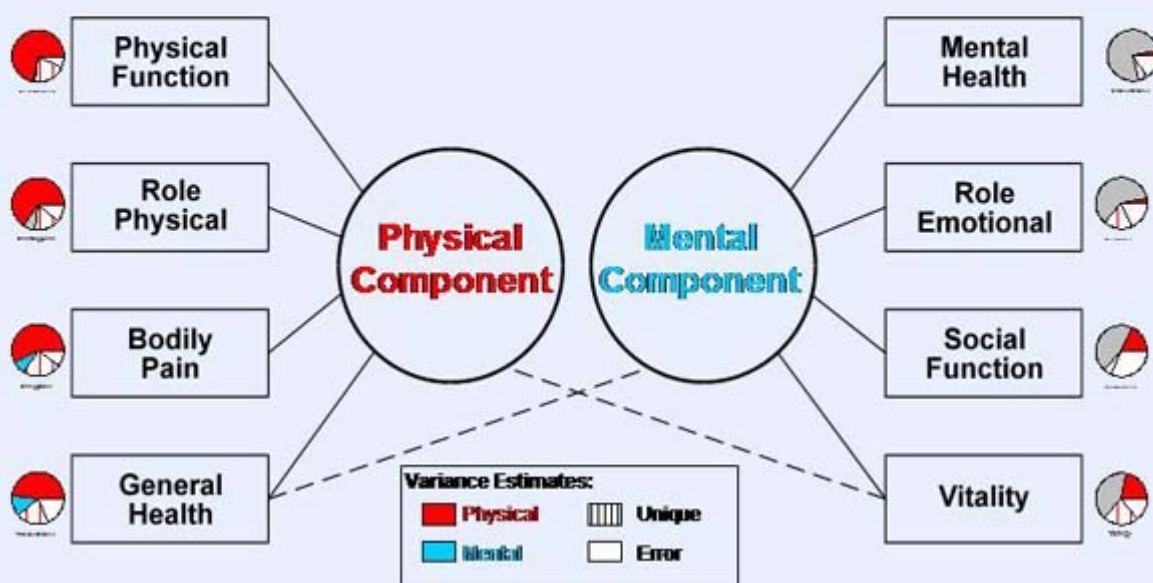 Physical
Function
Mental
Health
Role
Physical
Role
Emotional
Physical
Component
Mental
Component
Bodily
Pain
Social
Function
General
Health
Vitality
Variance Estimates:
Physical
Unique
Mental
Error